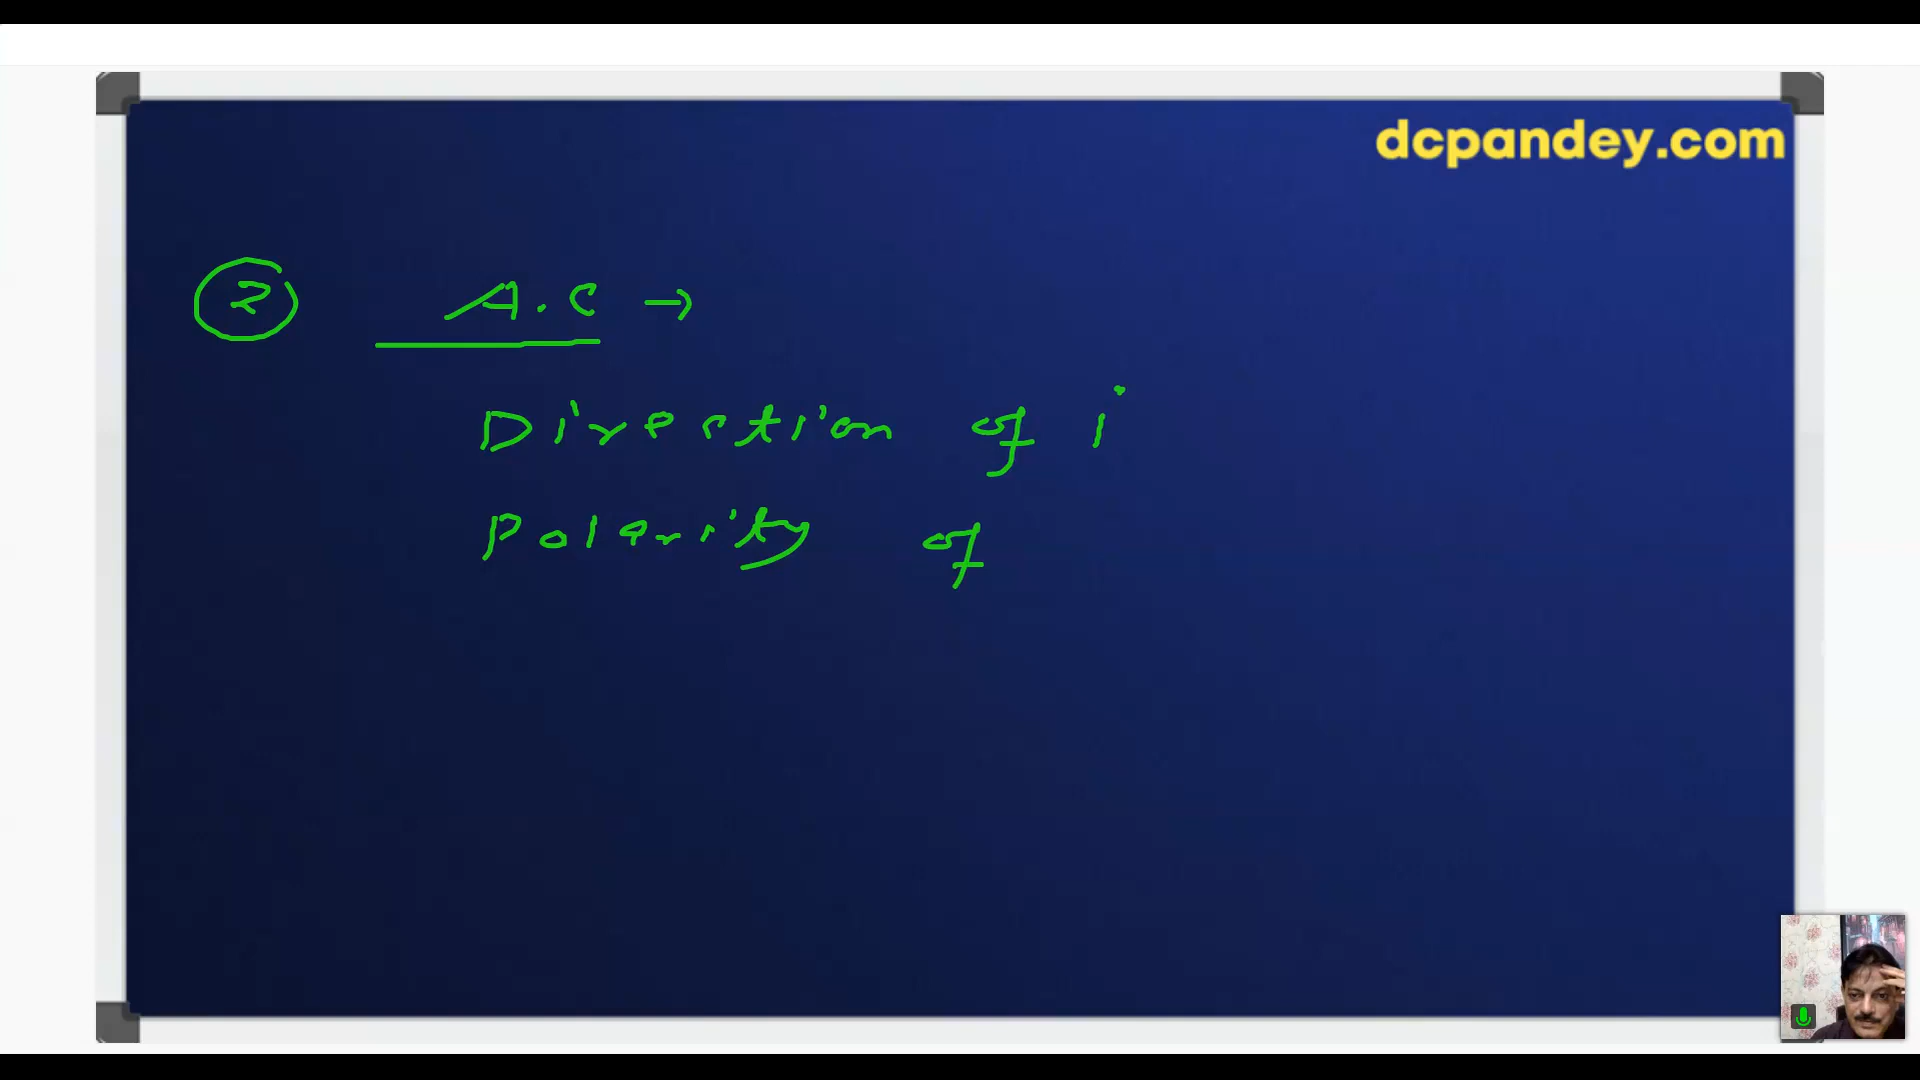 dcpandey.com
2 A.C →
Direction of i
Polarity of